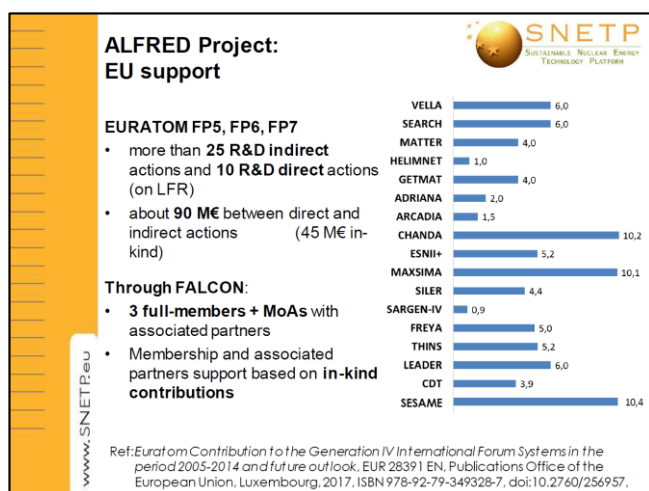 ALFRED Project:
EU support
SNETP
SUSTAINABLE NUCLEAR ENERGY
TECHNOLOGY PLATFORM
EURATOM FP5, FP6, FP7
• more than 25 R&D indirect
actions and 10 R&D direct actions
(on LFR)
• about 90 M€ between direct and
indirect actions (45 M€ in-
kind)
Through FALCON:
• 3 full-members + MoAs with
associated partners
• Membership and associated
partners support based on in-kind
contributions
VELLA 6,0
SEARCH 6,0
MATTER 4,0
HELIMNET 1,0
GETMAT 4,0
ADRIANA 2,0
ARCADIA 1,5
CHANDA 10,2
ESNII+ 5,2
MAXSIMA 10,1
SILER 4,4
SARGEN-IV 0,9
FREYA 5,0
THINS 5,2
LEADER 6,0
CDT 3,9
SESAME 10,4
www.SNETP.eu
Ref:Euratom Contribution to the Generation IV International Forum Systems in the
period 2005-2014 and future outlook, EUR 28391 EN, Publications Office of the
European Union, Luxembourg, 2017, ISBN 978-92-79-349328-7, doi:10.2760/256957,